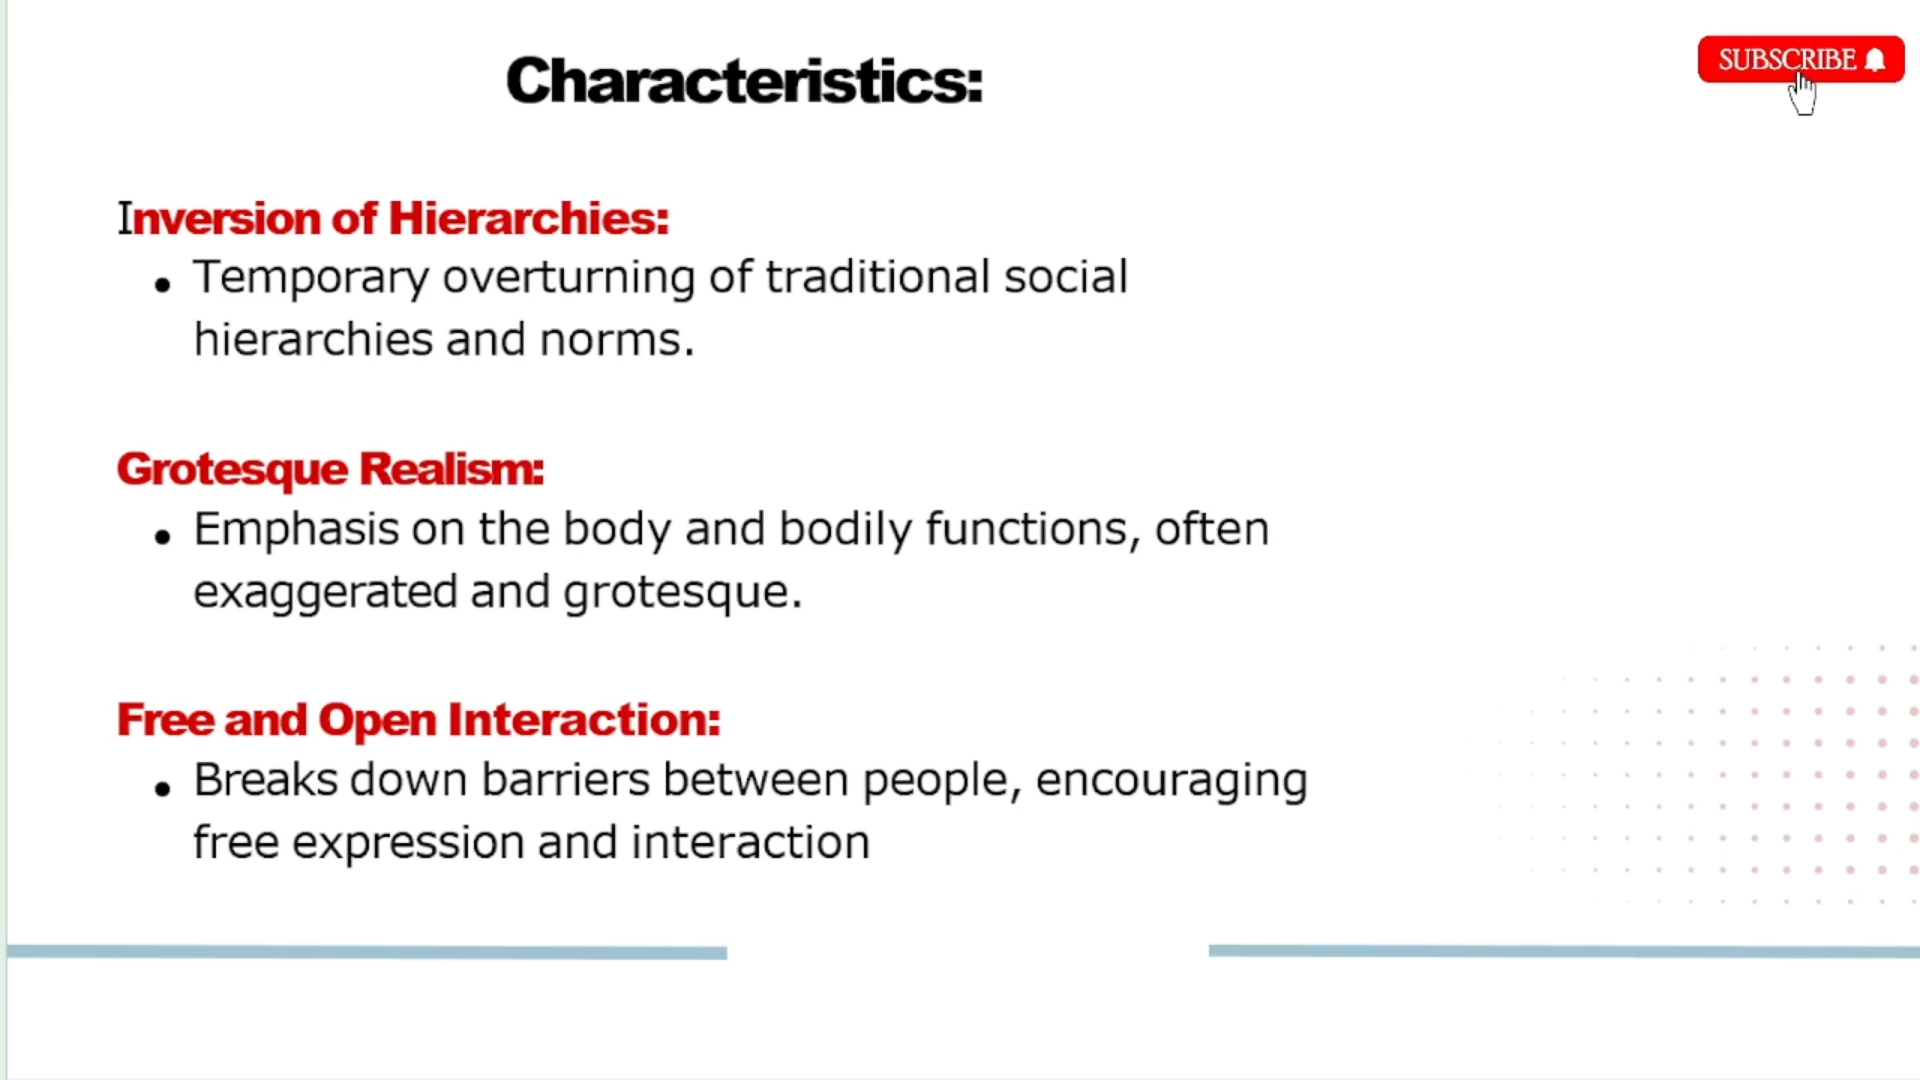 Characteristics:
SUBSCRIBE
Inversion of Hierarchies:
• Temporary overturning of traditional social
hierarchies and norms.
Grotesque Realism:
• Emphasis on the body and bodily functions, often
exaggerated and grotesque.
Free and Open Interaction:
• Breaks down barriers between people, encouraging
free expression and interaction